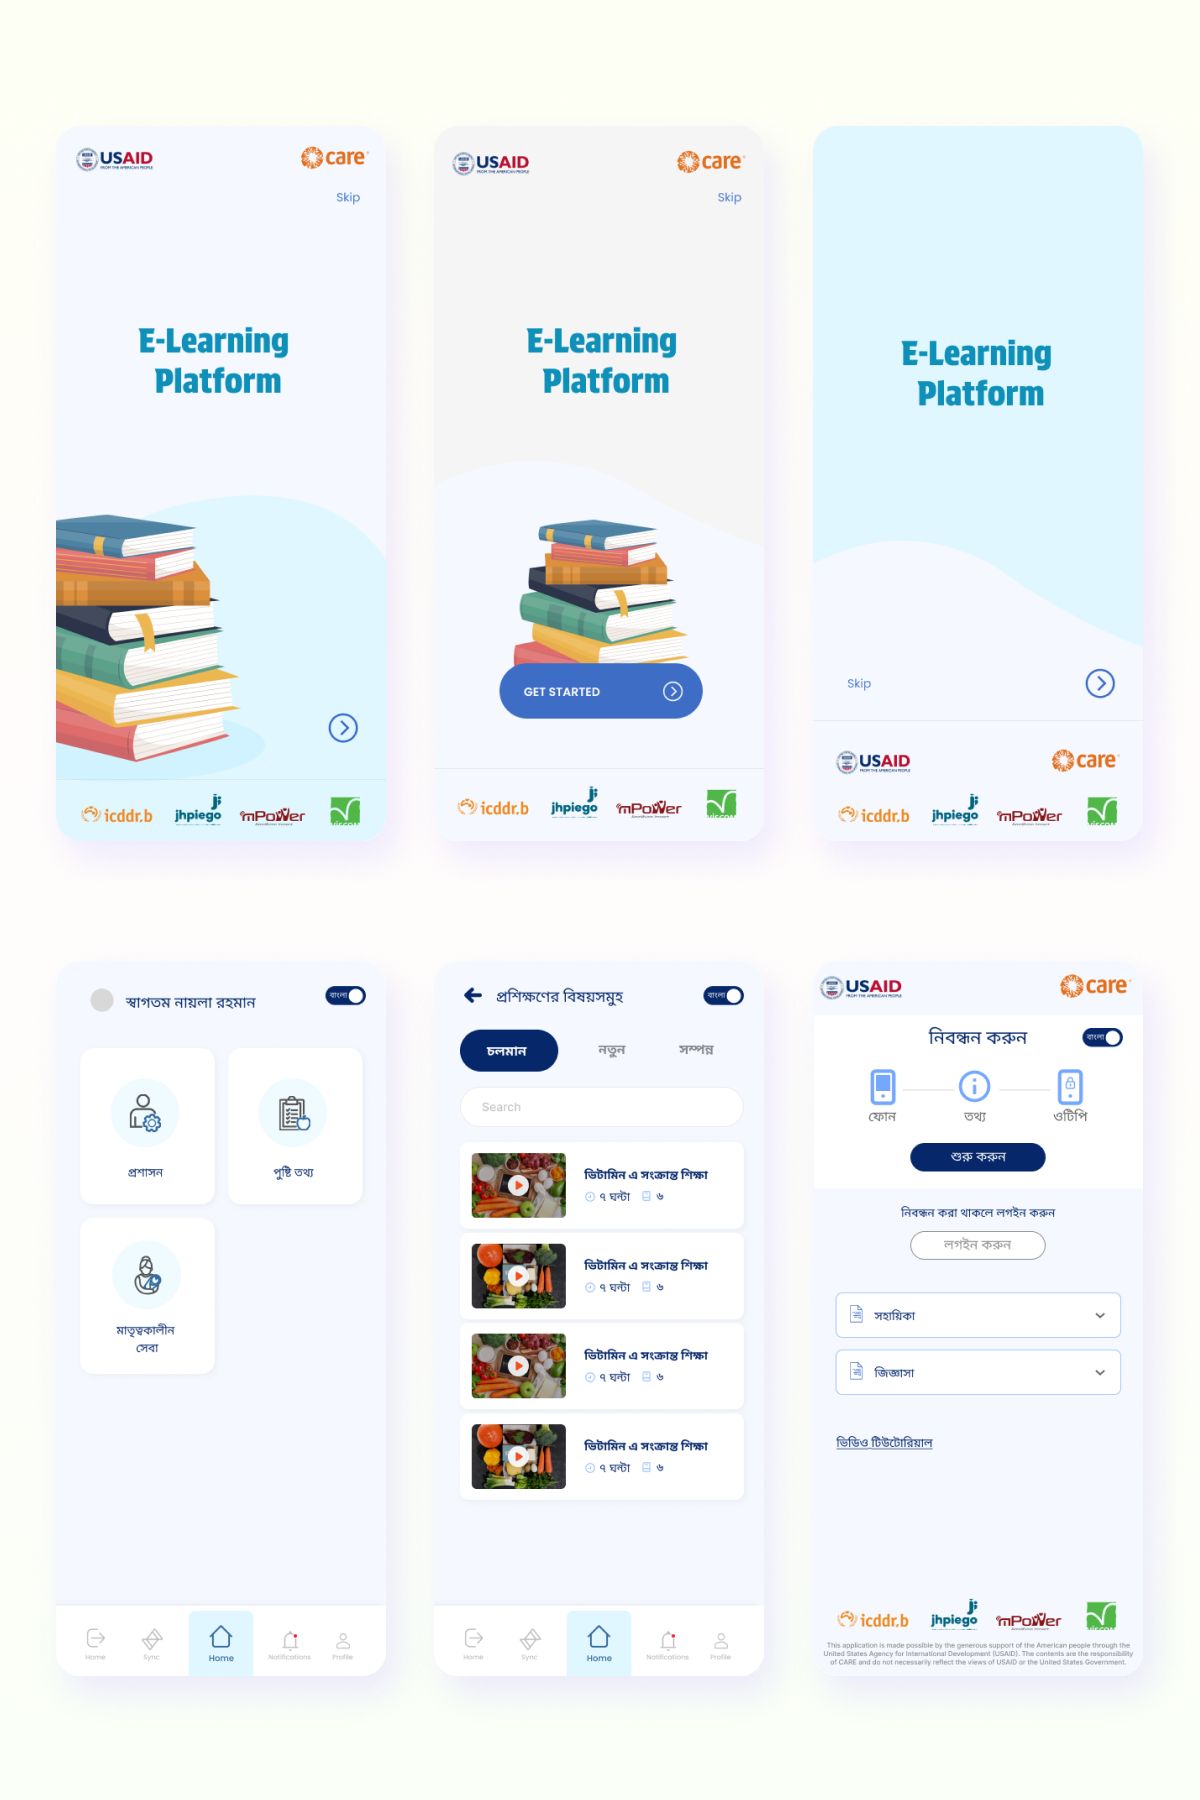 USAID
FROM THE AMERICAN PEOPLE
care
Skip
E-Learning
Platform
icddr,b
jhpiego
mPoWer
USAID
FROM THE AMERICAN PEOPLE
care
Skip
E-Learning
Platform
GET STARTED
icddr,b
jhpiego
mPoWer
E-Learning
Platform
Skip
USAID
FROM THE AMERICAN PEOPLE
care
icddr,b
jhpiego
mPoWer
স্বাগতম নায়লা রহমান
বাংলা
প্রশাসন
পুষ্টি তথ্য
মাতৃত্বকালীন
সেবা
Home
Sync
Home
Notifications
Profile
প্রশিক্ষণের বিষয়সমুহ
বাংলা
চলমান
নতুন
সম্পন্ন
Search
ভিটামিন এ সংক্রান্ত শিক্ষা
৭ ঘন্টা ৬
ভিটামিন এ সংক্রান্ত শিক্ষা
৭ ঘন্টা ৬
ভিটামিন এ সংক্রান্ত শিক্ষা
৭ ঘন্টা ৬
ভিটামিন এ সংক্রান্ত শিক্ষা
৭ ঘন্টা ৬
Home
Sync
Home
Notifications
Profile
USAID
FROM THE AMERICAN PEOPLE
care
নিবন্ধন করুন
বাংলা
ফোন
তথ্য
ওটিপি
শুরু করুন
নিবন্ধন করা থাকলে লগইন করুন
লগইন করুন
সহায়িকা
জিজ্ঞাসা
ভিডিও টিউটোরিয়াল
icddr,b
jhpiego
mPoWer
This application is made possible by the generous support of the American people through the
United States Agency for International Development (USAID). The contents are the responsibility
of CARE and do not necessarily reflect the views of USAID or the United States Government.